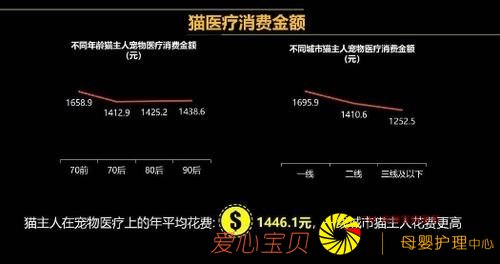 猫医疗消费金额
不同年龄猫主人宠物医疗消费金额
(元)
1658.9
1412.9
1425.2
1438.6
70前
70后
80后
90后
不同城市猫主人宠物医疗消费金额
(元)
1695.9
1410.6
1252.5
一线
二线
三线及以下
猫主人在宠物医疗上的年平均花费: $ 1446.1元, 城市猫主人花费更高
爱心宝贝
母婴护理中心